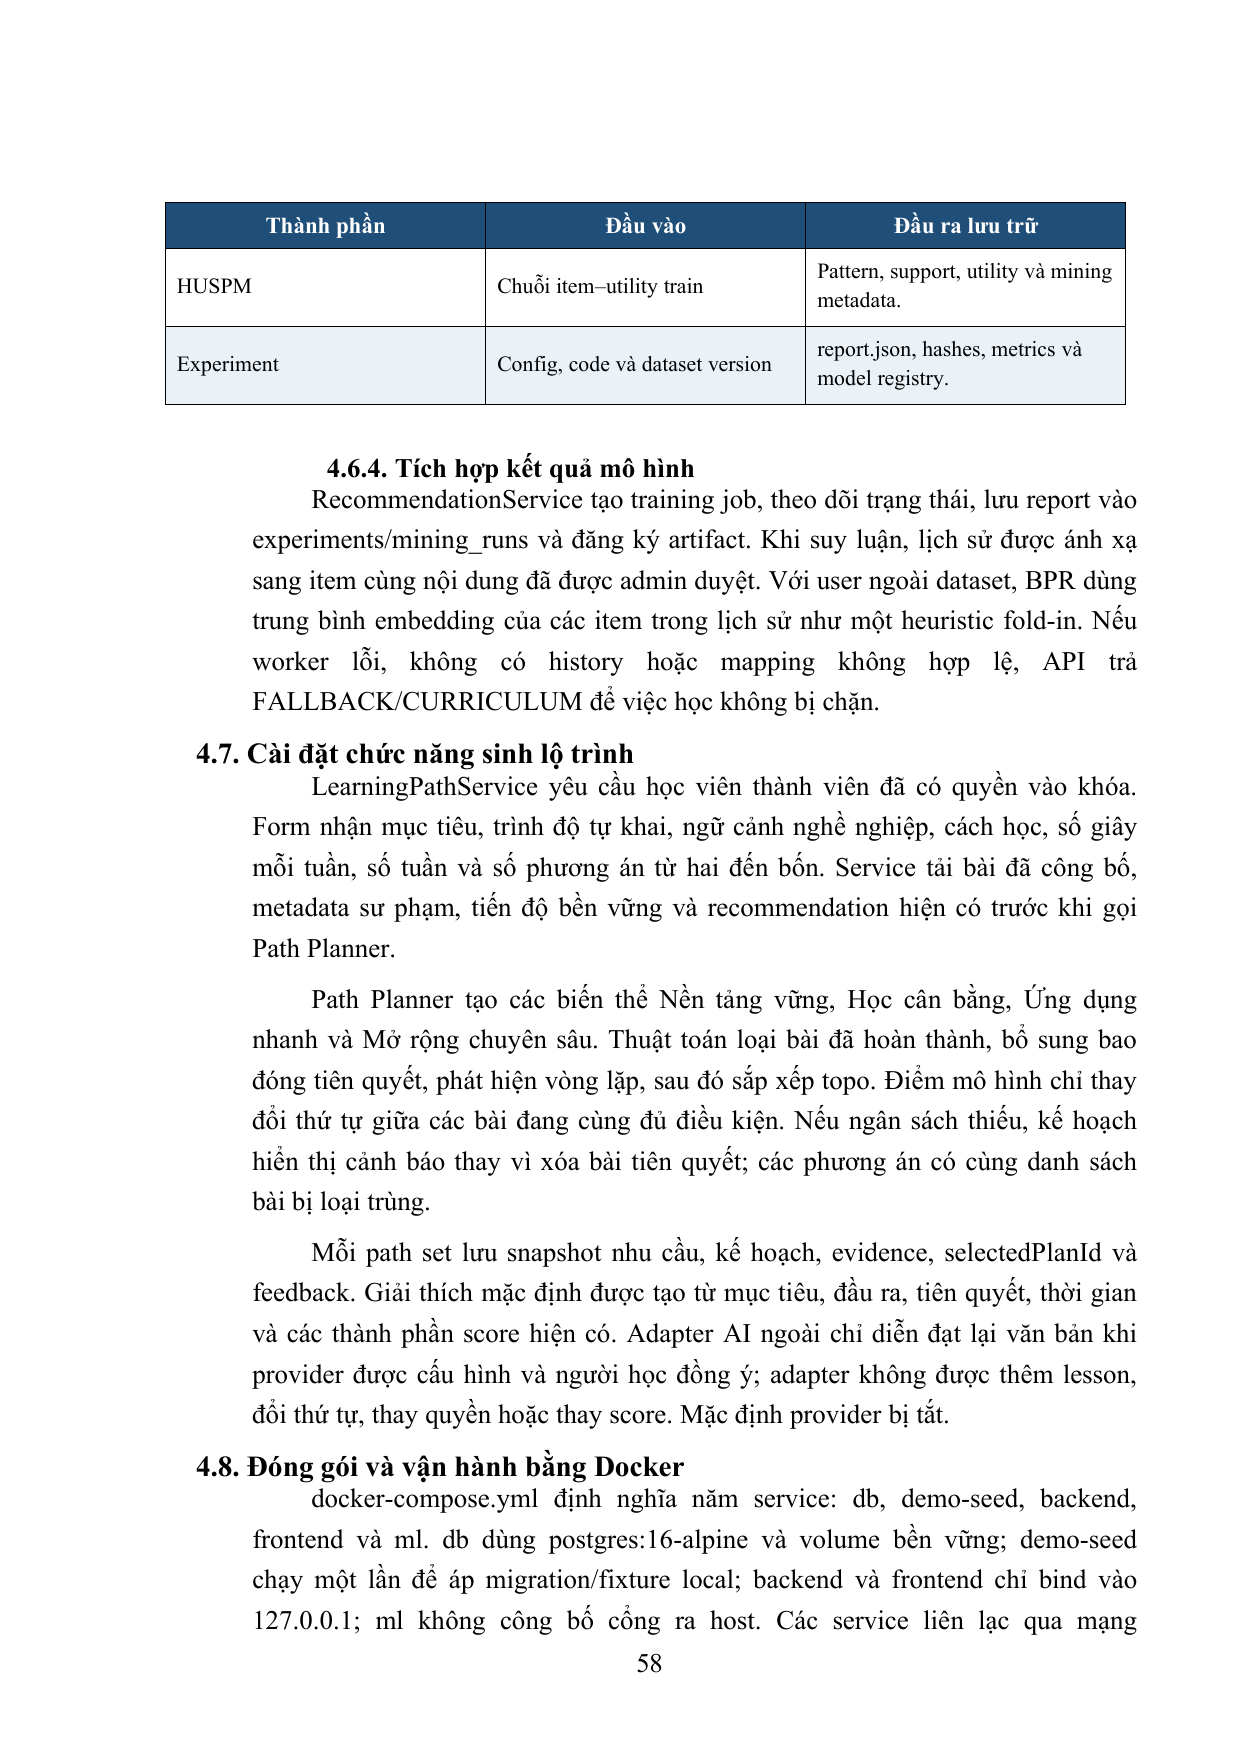 Thành phần	Đầu vào	Đầu ra lưu trữ
HUSPM	Chuỗi item–utility train	Pattern, support, utility và mining
metadata.
Experiment	Config, code và dataset version	report.json, hashes, metrics và
model registry.
4.6.4. Tích hợp kết quả mô hình
RecommendationService tạo training job, theo dõi trạng thái, lưu report vào
experiments/mining_runs và đăng ký artifact. Khi suy luận, lịch sử được ánh xạ
sang item cùng nội dung đã được admin duyệt. Với user ngoài dataset, BPR dùng
trung bình embedding của các item trong lịch sử như một heuristic fold-in. Nếu
worker lỗi, không có history hoặc mapping không hợp lệ, API trả
FALLBACK/CURRICULUM để việc học không bị chặn.
4.7. Cài đặt chức năng sinh lộ trình
LearningPathService yêu cầu học viên thành viên đã có quyền vào khóa.
Form nhận mục tiêu, trình độ tự khai, ngữ cảnh nghề nghiệp, cách học, số giây
mỗi tuần, số tuần và số phương án từ hai đến bốn. Service tải bài đã công bố,
metadata sư phạm, tiến độ bền vững và recommendation hiện có trước khi gọi
Path Planner.
Path Planner tạo các biến thể Nền tảng vững, Học cân bằng, Ứng dụng
nhanh và Mở rộng chuyên sâu. Thuật toán loại bài đã hoàn thành, bổ sung bao
đóng tiên quyết, phát hiện vòng lặp, sau đó sắp xếp topo. Điểm mô hình chỉ thay
đổi thứ tự giữa các bài đang cùng đủ điều kiện. Nếu ngân sách thiếu, kế hoạch
hiển thị cảnh báo thay vì xóa bài tiên quyết; các phương án có cùng danh sách
bài bị loại trùng.
Mỗi path set lưu snapshot nhu cầu, kế hoạch, evidence, selectedPlanId và
feedback. Giải thích mặc định được tạo từ mục tiêu, đầu ra, tiên quyết, thời gian
và các thành phần score hiện có. Adapter AI ngoài chỉ diễn đạt lại văn bản khi
provider được cấu hình và người học đồng ý; adapter không được thêm lesson,
đổi thứ tự, thay quyền hoặc thay score. Mặc định provider bị tắt.
4.8. Đóng gói và vận hành bằng Docker
docker-compose.yml định nghĩa năm service: db, demo-seed, backend,
frontend và ml. db dùng postgres:16-alpine và volume bền vững; demo-seed
chạy một lần để áp migration/fixture local; backend và frontend chỉ bind vào
127.0.0.1; ml không công bố cổng ra host. Các service liên lạc qua mạng
58